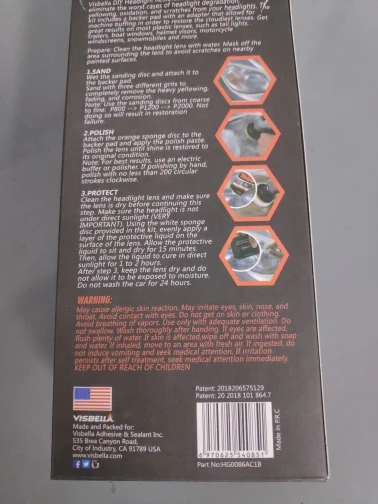 Visbella DIY Headlight
eliminate the worst cases of headlight degradation,
yellowing, oxidation, and scratches from your headlights. The
kit includes a backer pad with an adapter that allows for
machine buffing in order to restore the cloudiest lenses. Get
great results on most plastic lenses, such as tail lights,
trailers, boat windows, helmet visors, motorcycle
windscreens, snowmobiles and more.
Prepare: Clean the headlight lens with water. Mask off the
area surrounding the lens to avoid scratches on nearby
painted surfaces.
1.SAND
Wet the sanding disc and attach it to
the backer pad.
Sand with three different grits to
completely remove the heavy yellowing,
fading, and corrosion.
Note: Use the sanding discs from coarse
to fine: P800 --> P1200 --> P2000. Not
doing so will result in restoration
failure.
2.POLISH
Attach the orange sponge disc to the
backer pad and apply the polish paste.
Polish the lens until shine is restored to
its original condition.
Note: For best results, use an electric
buffer or polisher. If polishing by hand,
polish with no less than 200 circular
strokes clockwise.
3.PROTECT
Clean the headlight lens and make sure
the lens is dry before continuing this
step. Make sure the headlight is not
under direct sunlight (VERY
IMPORTANT). Using the white sponge
disc provided in the kit, evenly apply a
layer of the protective liquid on the
surface of the lens. Allow the protective
liquid to sit and dry for 15 minutes.
Then, allow the liquid to cure in direct
sunlight for 1 to 2 hours.
After step 3, keep the lens dry and do
not allow it to be exposed to moisture.
Do not wash the car for 24 hours.
WARNING:
May cause allergic skin reaction. May irritate eyes, skin, nose, and
throat. Avoid contact with eyes. Do not get on skin or clothing.
Avoid breathing of vapors. Use only with adequate ventilation. Do
not swallow. Wash thoroughly after handling. If eyes are affected,
flush plenty of water. If skin is affected,wipe off and wash with soap
and water. If inhaled, move to an area with fresh air. If ingested, do
not induce vomiting and seek medical attention. If irritation
persists after self treatment, seek medical attention immediately.
KEEP OUT OF REACH OF CHILDREN
Patent: 2018206575129
Patent: 20 2018 101 864.7
VISBELLA
Made and Packed for:
Visbella Adhesive & Sealant Inc.
535 Brea Canyon Road,
City of Industry, CA 91789 USA
www.visbella.com
6 970625 540851
Part No:HG0086AC1B
Made in P.R.C